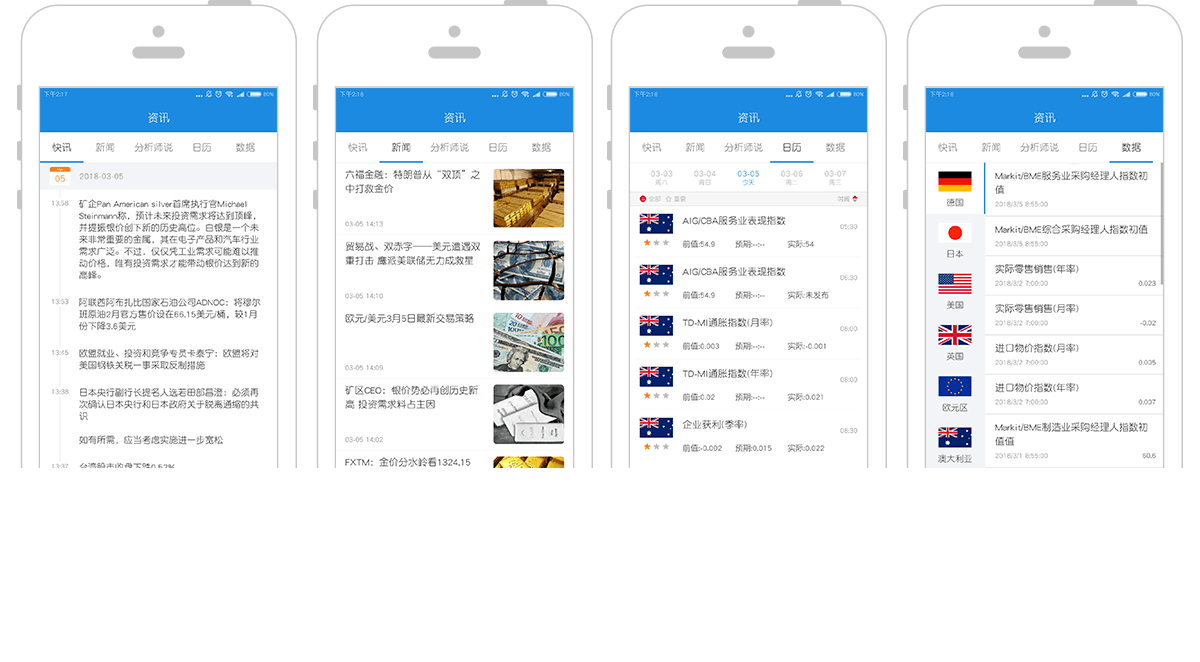 下午2:17
60%
资讯
快讯 新闻 分析师说 日历 数据
05
2018-03-05
13:58
矿企Pan American silver首席执行官Michael
Steinmann称，预计未来投资需求将达到顶峰，
并提振银价创下新的历史高位。白银是一个未
来非常重要的金属，其在电子产品和汽车行业
需求广泛。不过，仅仅凭工业需求可能难以推
动价格，唯有投资需求才能带动银价达到新的
高峰。
13:53
阿联酋阿布扎比国家石油公司ADNOC：将穆尔
班原油2月官方售价设在66.15美元/桶，较1月
份下降3.6美元
13:45
欧盟就业、投资和竞争专员卡泰宁：欧盟将对
美国钢铁关税一事采取反制措施
13:38
日本央行副行长提名人选若田部昌澄：必须再
次确认日本央行和日本政府关于脱离通缩的共
识
如有所需，应当考虑实施进一步宽松
13:37
台湾股市收盘下跌0.52%
下午2:18
60%
资讯
快讯 新闻 分析师说 日历 数据
六福金融：特朗普从“双顶”之
中打救金价
03-05 14:13
贸易战、双赤字——美元遭遇双
重打击 鹰派美联储无力成救星
03-05 14:10
欧元/美元3月5日最新交易策略
03-05 14:09
矿区CEO：银价势必再创历史新
高 投资需求料占主因
03-05 14:02
FXTM：金价分水岭看1324.15
下午2:18
60%
资讯
快讯 新闻 分析师说 日历 数据
03-03 03-04 03-05 03-06 03-07
周六 周日 今天 周二 周三
全部 重要 时间
AIG/CBA服务业表现指数
05:30
前值:54.9 预期:--:-- 实际:54
AIG/CBA服务业表现指数
06:30
前值:54.9 预期:--:-- 实际:未发布
TD-MI通胀指数(月率)
08:00
前值:0.003 预期:--:-- 实际:-0.001
TD-MI通胀指数(年率)
08:00
前值:0.02 预期:--:-- 实际:0.021
企业获利(季率)
08:30
前值:-0.002 预期:0.015 实际:0.022
下午2:18
60%
资讯
快讯 新闻 分析师说 日历 数据
德国
日本
美国
英国
欧元区
澳大利亚
Markit/BME服务业采购经理人指数初
值
2018/3/5 8:55:00
Markit/BME综合采购经理人指数初值
2018/3/5 8:55:00
实际零售销售(年率)
2018/3/2 7:00:00 0.023
实际零售销售(月率)
2018/3/2 7:00:00 -0.02
进口物价指数(月率)
2018/3/2 7:00:00 0.005
进口物价指数(年率)
2018/3/2 7:00:00 0.007
Markit/BME制造业采购经理人指数初
值值
2018/3/1 8:55:00 60.6